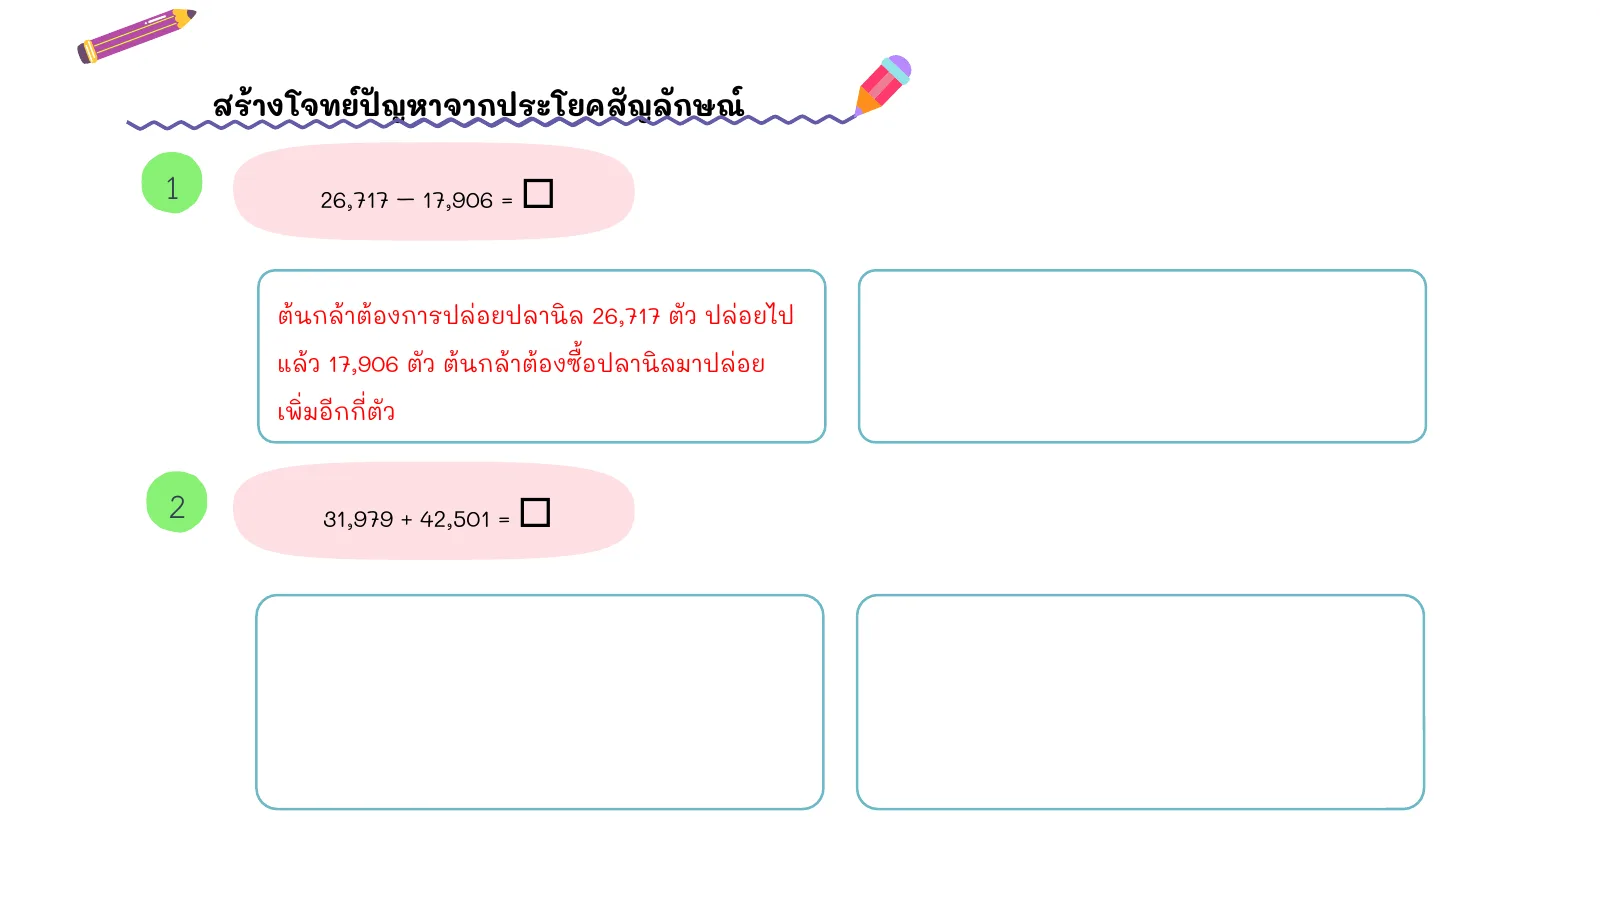 สร้างโจทย์ปัญหาจากประโยคสัญลักษณ์
1
26,717 – 17,906 = □
ต้นกล้าต้องการปล่อยปลานิล 26,717 ตัว ปล่อยไป
แล้ว 17,906 ตัว ต้นกล้าต้องซื้อปลานิลมาปล่อย
เพิ่มอีกกี่ตัว
2
31,979 + 42,501 = □